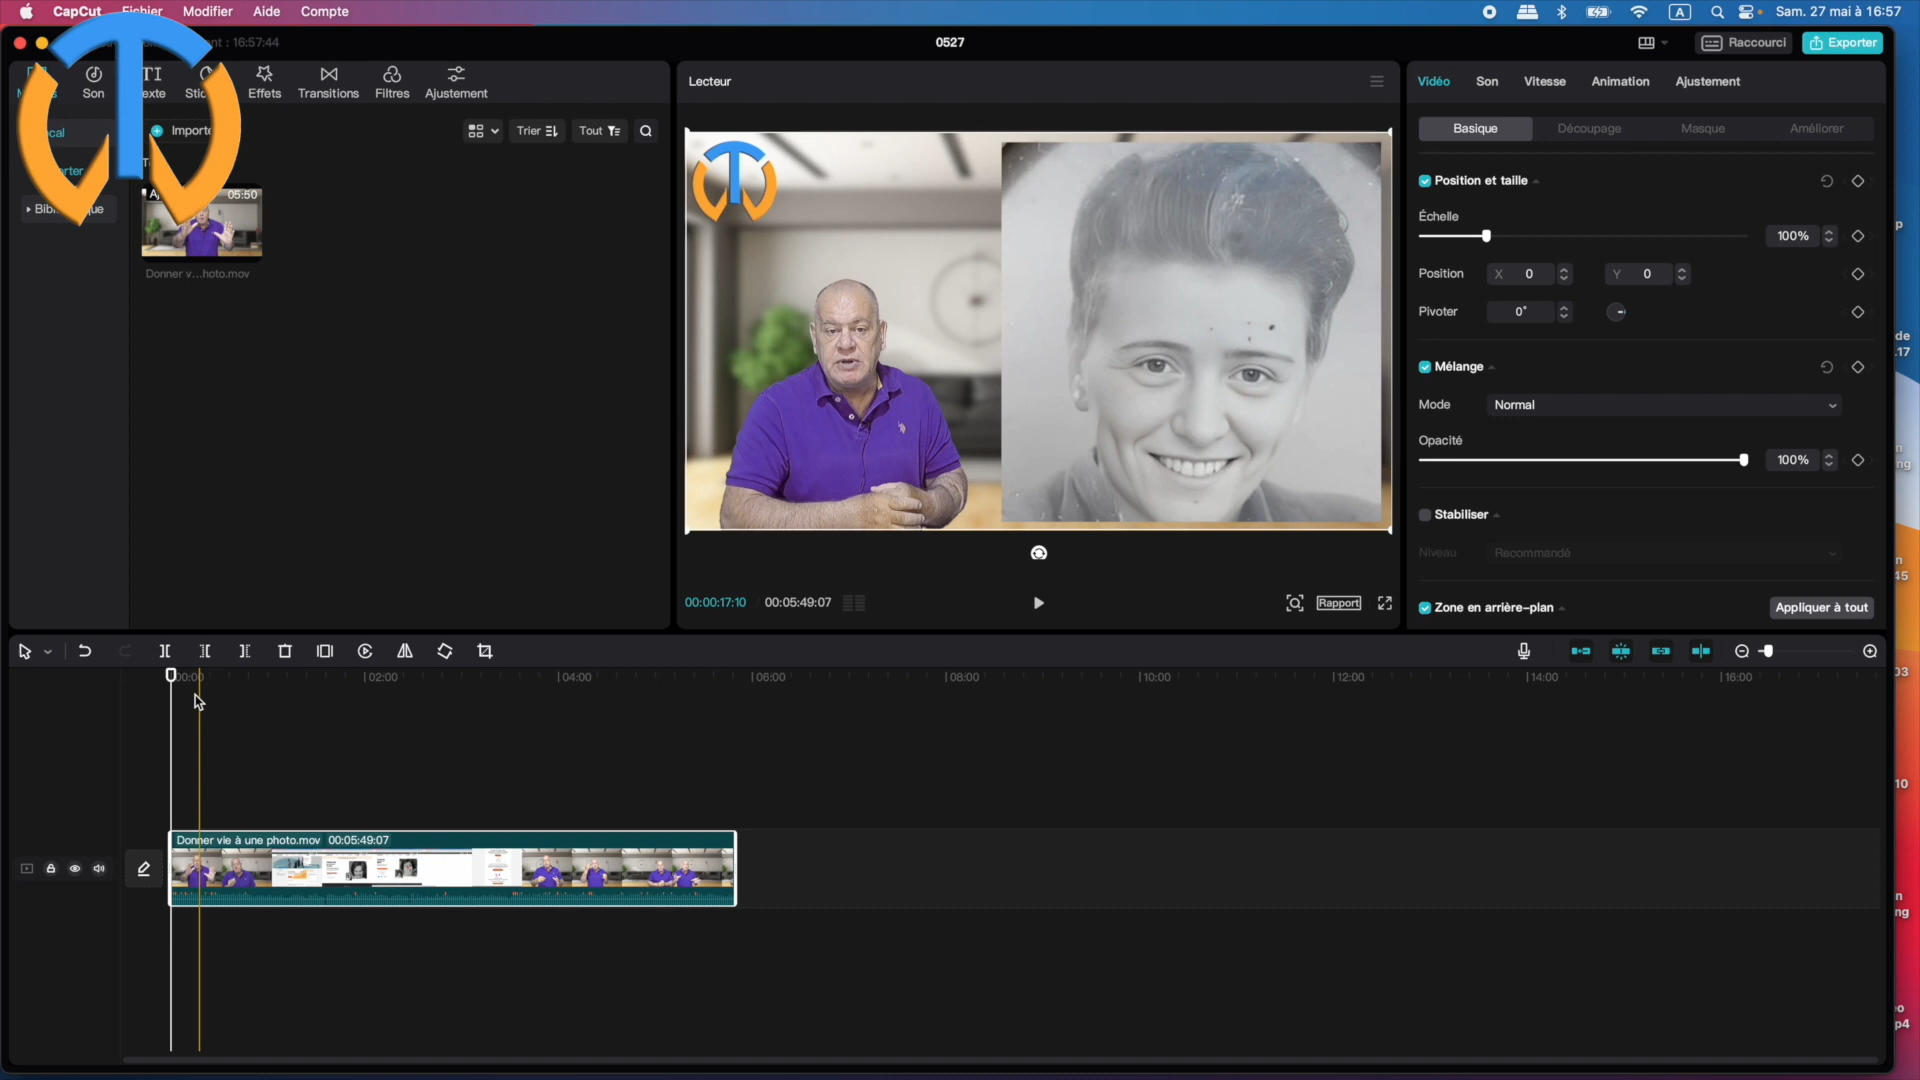 CapCut Fichier Modifier Aide Compte
A
Sam. 27 mai à 16:57
nt : 16:57:44
0527
Raccourci
Exporter
Son
Effets
Transitions
Filtres
Ajustement
Importe
Trier
Tout
05:50
Donner v...hoto.mov
Lecteur
00:00:17:10
00:05:49:07
Rapport
Vidéo
Son
Vitesse
Animation
Ajustement
Basique
Découpage
Masque
Améliorer
Position et taille
Échelle
100%
Position
X 0
Y 0
Pivoter
0°
Mélange
Mode
Normal
Opacité
100%
Stabiliser
Niveau
Recommandé
Zone en arrière-plan
Appliquer à tout
00:00
02:00
04:00
06:00
08:00
10:00
12:00
14:00
16:00
Donner vie à une photo.mov 00:05:49:07